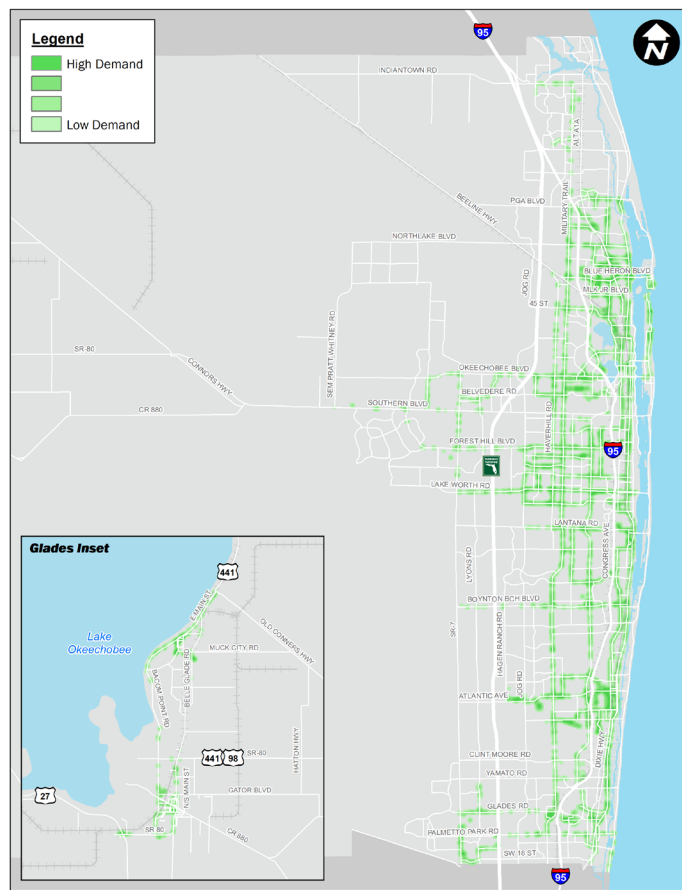 Legend
High Demand
Low Demand
95
N
INDIANTOWN RD
ALT A1A
MILITARY TRAIL
BEELINE HWY
PGA BLVD
NORTHLAKE BLVD
JOG RD
BLUE HERON BLVD
MLK JR BLVD
45 ST
SEM PRATT-WHITNEY RD
SR-80
CONNORS HWY
OKEECHOBEE BLVD
BELVEDERE RD
SOUTHERN BLVD
CR 880
HAVERHILL RD
FOREST HILL BLVD
95
LAKE WORTH RD
LANTANA RD
CONGRESS AVE
LYONS RD
BOYNTON BCH BLVD
SR-7
HAGEN RANCH RD
JOG RD
ATLANTIC AVE
DIXIE HWY
CLINT MOORE RD
YAMATO RD
GLADES RD
PALMETTO PARK RD
SW 18 ST
95
Glades Inset
441
E MAIN ST
OLD CONNERS HWY
Lake
Okeechobee
MUCK CITY RD
BELLE GLADE RD
BACOM POINT RD
HATTON HWY
441
98
SR-80
27
N/S MAIN ST
GATOR BLVD
SR 80
CR 880